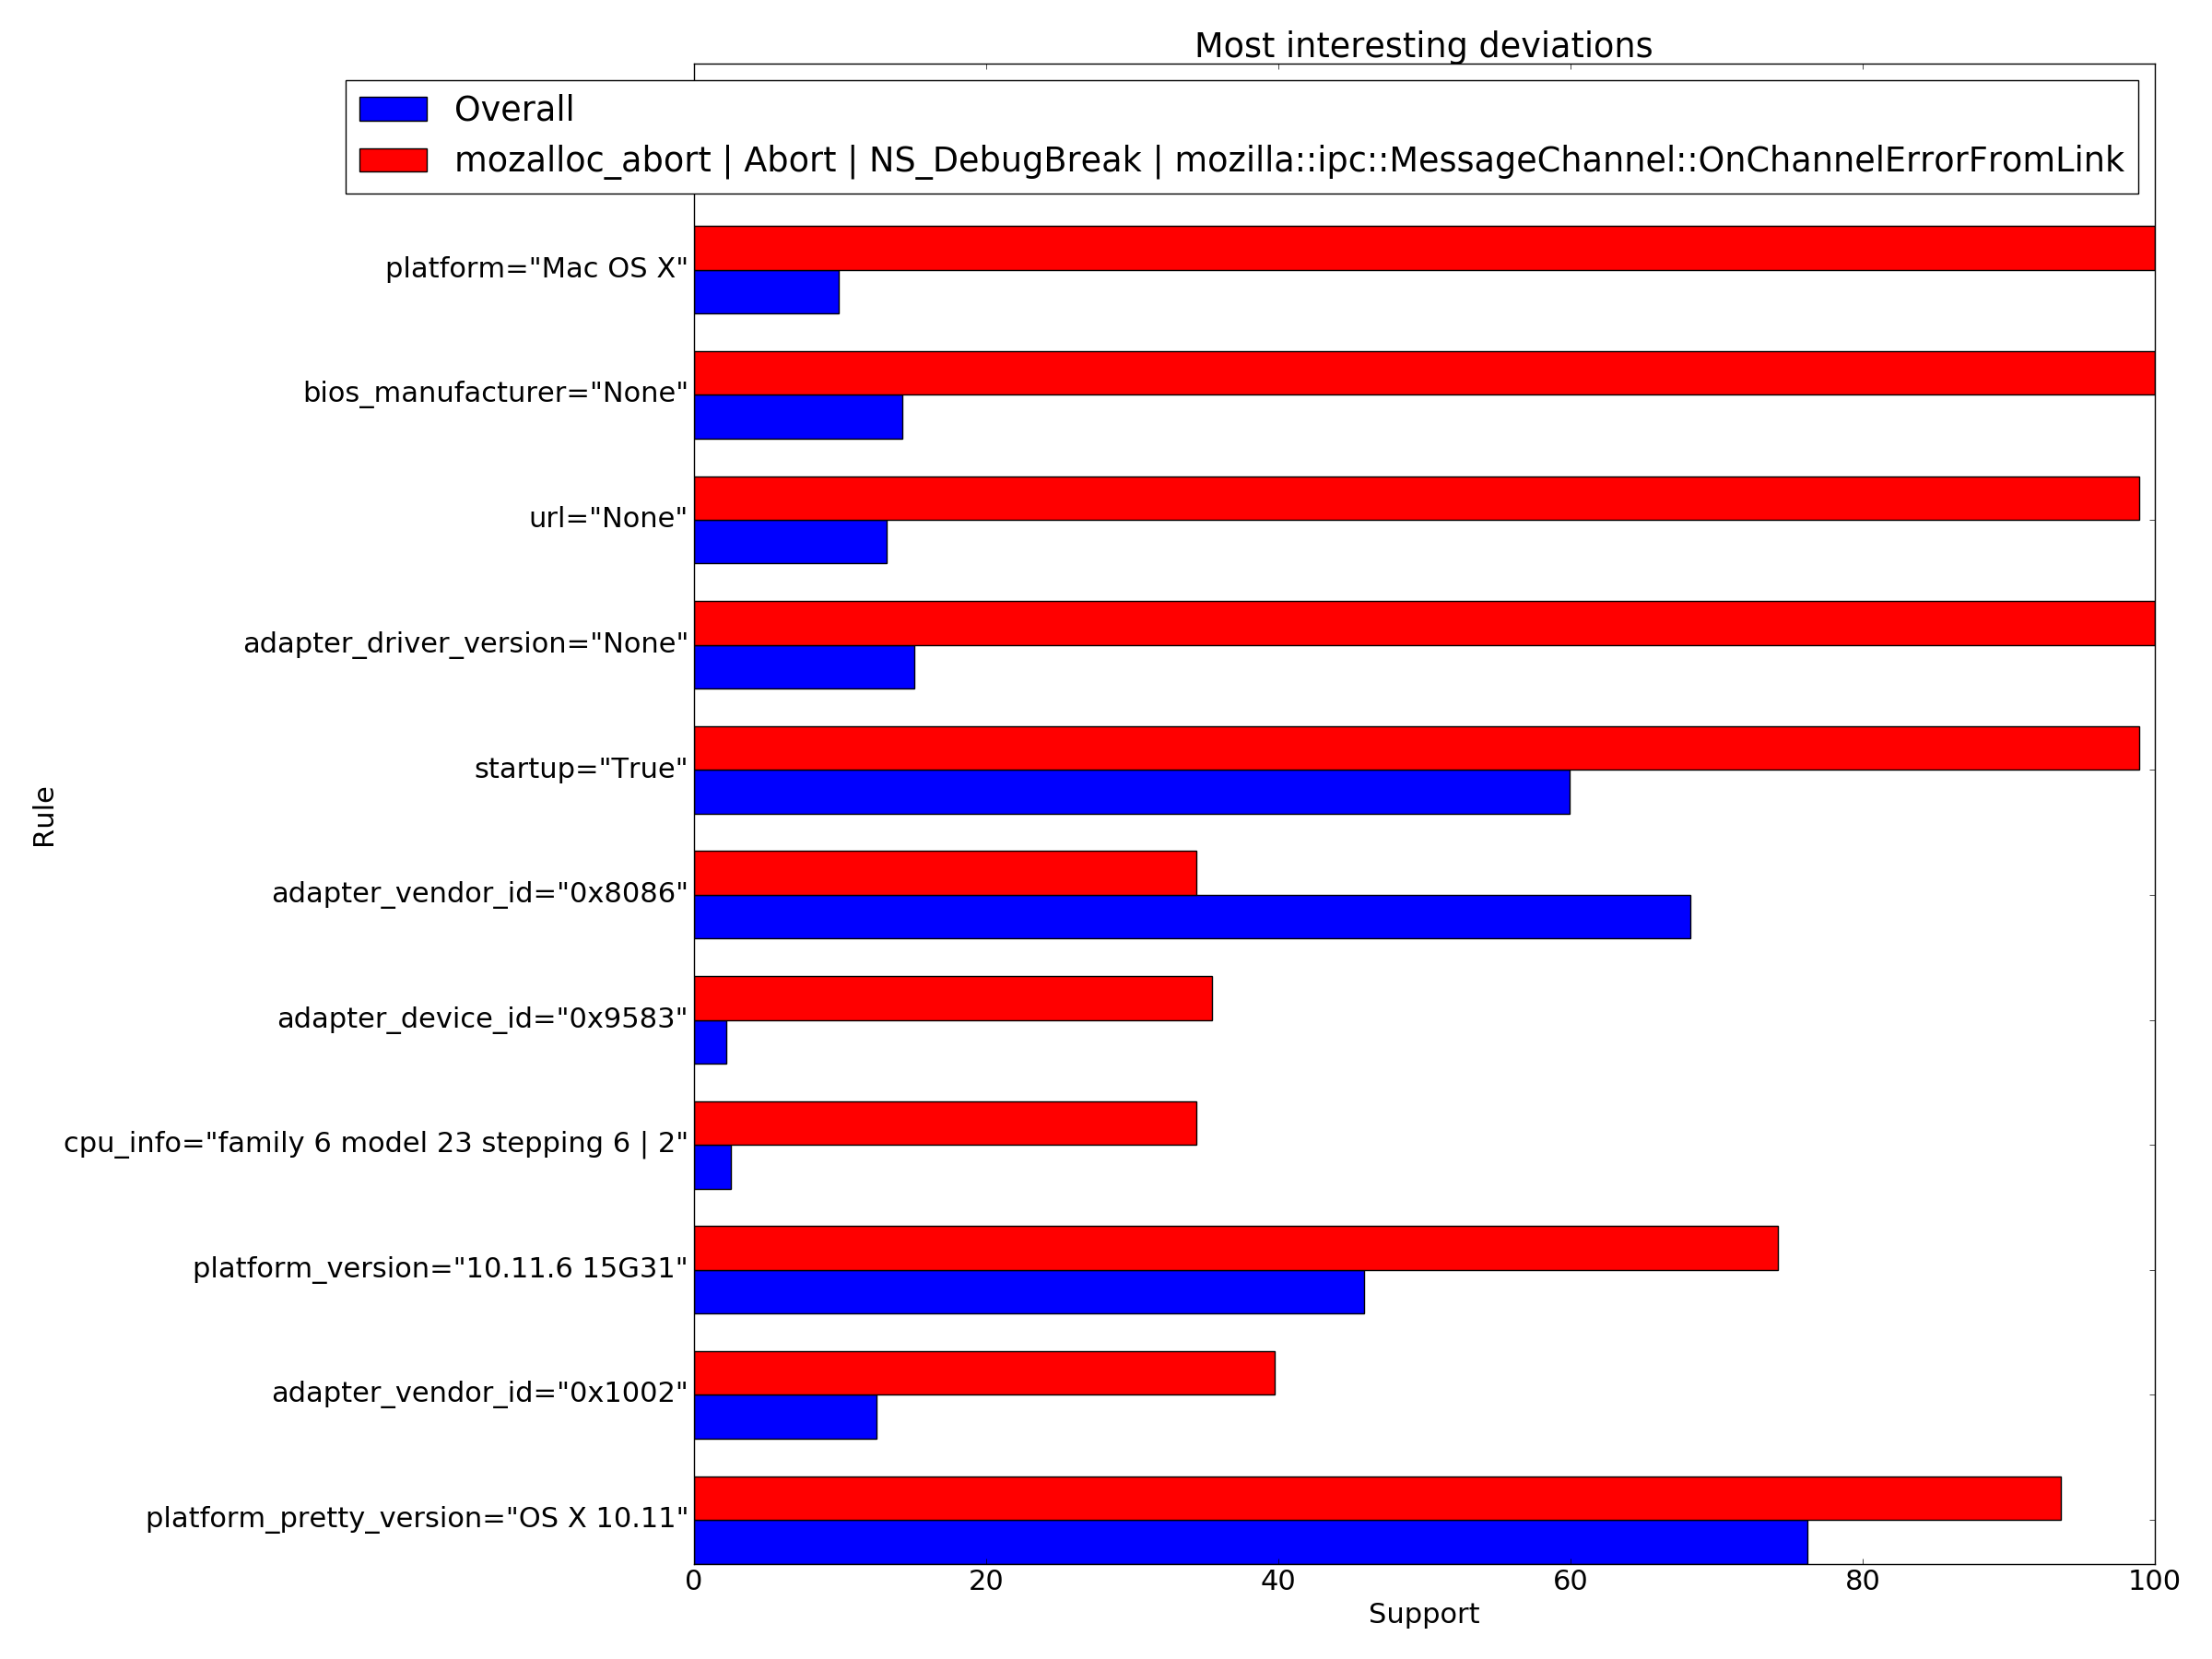 Most interesting deviations
Overall
mozalloc_abort | Abort | NS_DebugBreak | mozilla::ipc::MessageChannel::OnChannelErrorFromLink
platform="Mac OS X"
bios_manufacturer="None"
url="None"
adapter_driver_version="None"
startup="True"
adapter_vendor_id="0x8086"
adapter_device_id="0x9583"
cpu_info="family 6 model 23 stepping 6 | 2"
platform_version="10.11.6 15G31"
adapter_vendor_id="0x1002"
platform_pretty_version="OS X 10.11"
Rule
0 20 40 60 80 100
Support